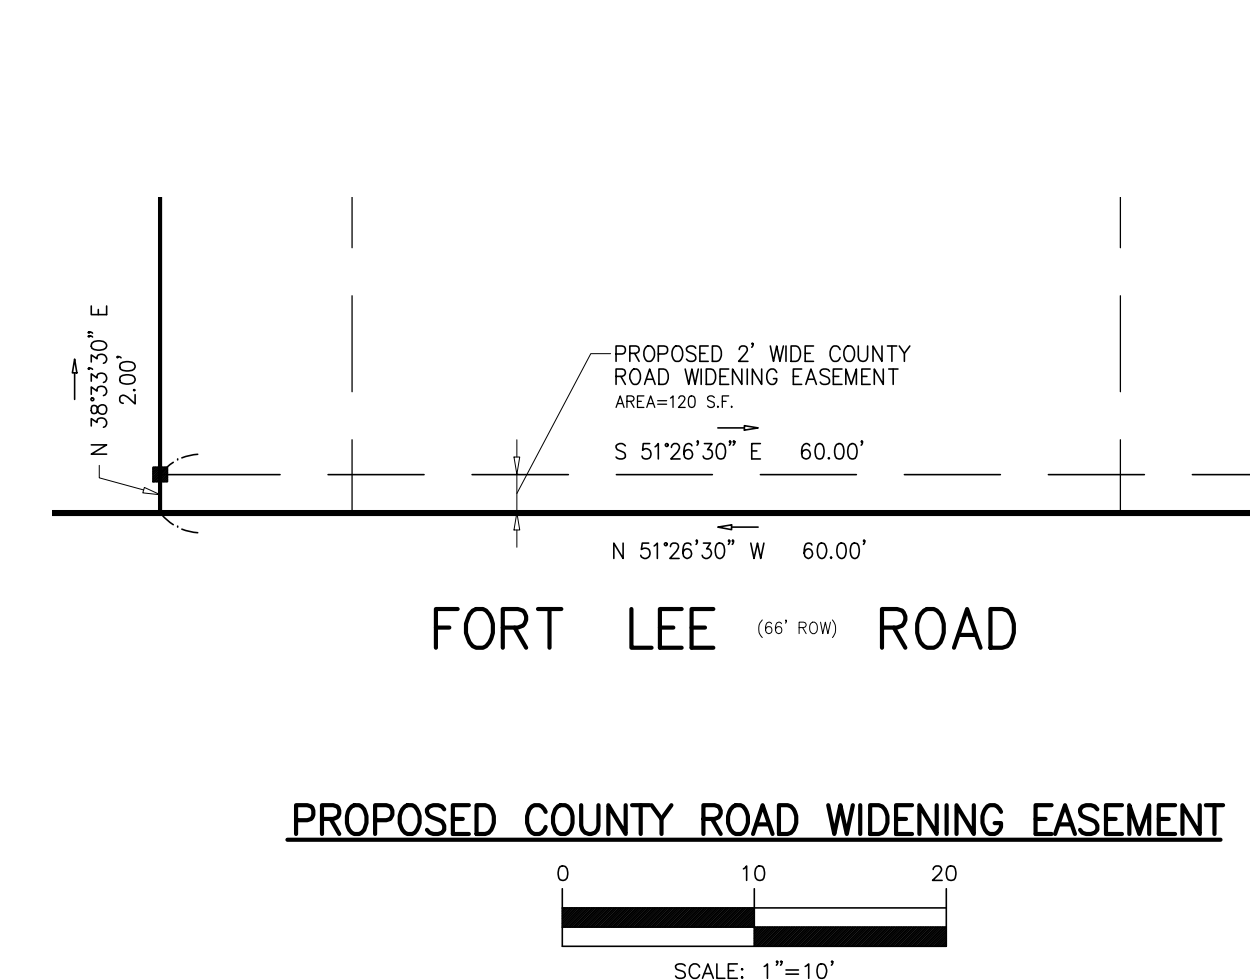 N 38°33'30" E
2.00'
PROPOSED 2' WIDE COUNTY
ROAD WIDENING EASEMENT
AREA=120 S.F.
S 51°26'30" E 60.00'
N 51°26'30" W 60.00'
FORT LEE (66' ROW) ROAD
PROPOSED COUNTY ROAD WIDENING EASEMENT
0 10 20
SCALE: 1"=10'